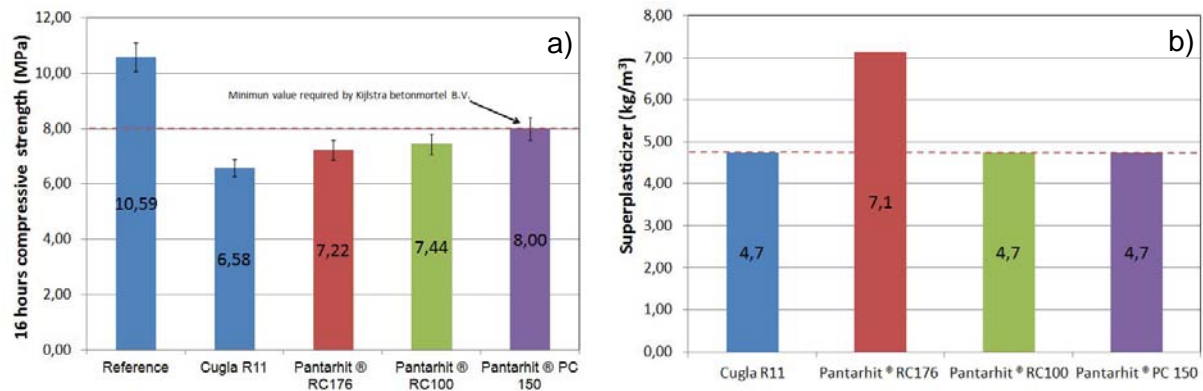 a)
16 hours compressive strength (MPa)
12,00
10,00
8,00
6,00
4,00
2,00
0,00
Minimun value required by Kijlstra betonmortel B.V.
10,59
6,58
7,22
7,44
8,00
Reference
Cugla R11
Pantarhit ®
RC176
Pantarhit ®
RC100
Pantarhit ® PC
150
b)
Superplasticizer (kg/m³)
8,00
7,00
6,00
5,00
4,00
3,00
2,00
1,00
0,00
4,7
7,1
4,7
4,7
Cugla R11
Pantarhit ® RC176
Pantarhit ® RC100
Pantarhit ® PC 150